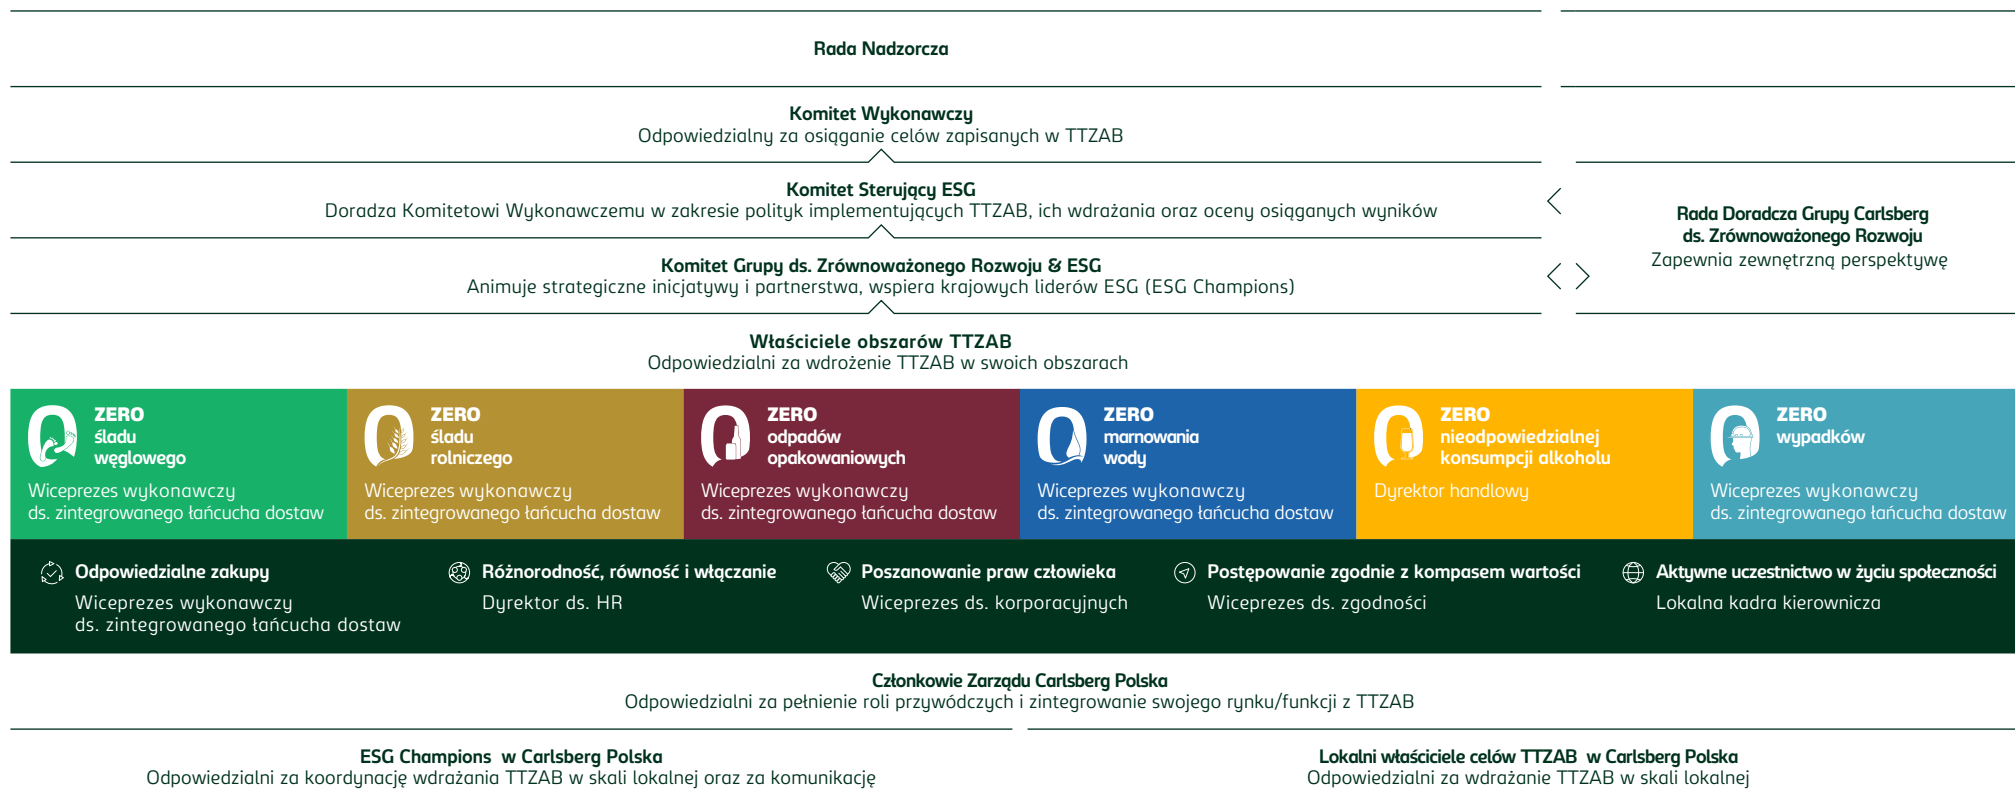 Rada Nadzorcza
Komitet Wykonawczy
Odpowiedzialny za osiąganie celów zapisanych w TTZAB
Komitet Sterujący ESG
Doradza Komitetowi Wykonawczemu w zakresie polityk implementujących TTZAB, ich wdrażania oraz oceny osiąganych wyników
Rada Doradcza Grupy Carlsberg
ds. Zrównoważonego Rozwoju
Zapewnia zewnętrzną perspektywę
Komitet Grupy ds. Zrównoważonego Rozwoju & ESG
Animuje strategiczne inicjatywy i partnerstwa, wspiera krajowych liderów ESG (ESG Champions)
Właściciele obszarów TTZAB
Odpowiedzialni za wdrożenie TTZAB w swoich obszarach
ZERO
śladu
węglowego
Wiceprezes wykonawczy
ds. zintegrowanego łańcucha dostaw
ZERO
śladu
rolniczego
Wiceprezes wykonawczy
ds. zintegrowanego łańcucha dostaw
ZERO
odpadów
opakowaniowych
Wiceprezes wykonawczy
ds. zintegrowanego łańcucha dostaw
ZERO
marnowania
wody
Wiceprezes wykonawczy
ds. zintegrowanego łańcucha dostaw
ZERO
nieodpowiedzialnej
konsumpcji alkoholu
Dyrektor handlowy
ZERO
wypadków
Wiceprezes wykonawczy
ds. zintegrowanego łańcucha dostaw
Odpowiedzialne zakupy
Wiceprezes wykonawczy
ds. zintegrowanego łańcucha dostaw
Różnorodność, równość i włączanie
Dyrektor ds. HR
Poszanowanie praw człowieka
Wiceprezes ds. korporacyjnych
Postępowanie zgodnie z kompasem wartości
Wiceprezes ds. zgodności
Aktywne uczestnictwo w życiu społeczności
Lokalna kadra kierownicza
Członkowie Zarządu Carlsberg Polska
Odpowiedzialni za pełnienie roli przywódczych i zintegrowanie swojego rynku/funkcji z TTZAB
ESG Champions w Carlsberg Polska
Odpowiedzialni za koordynację wdrażania TTZAB w skali lokalnej oraz za komunikację
Lokalni właściciele celów TTZAB w Carlsberg Polska
Odpowiedzialni za wdrażanie TTZAB w skali lokalnej